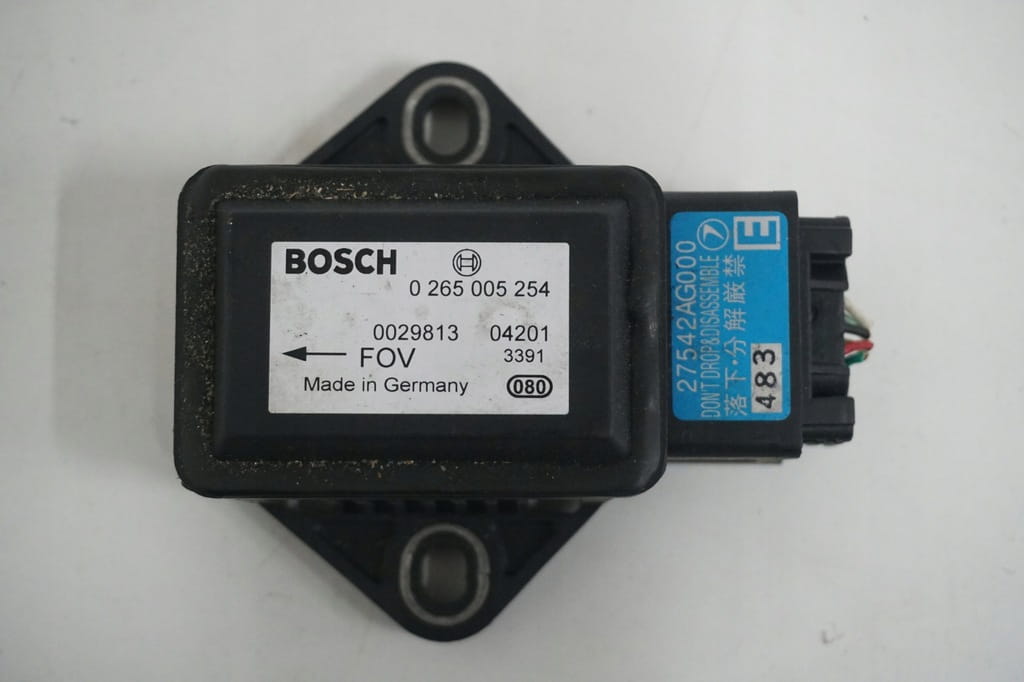 BOSCH
0 265 005 254
0029813 04201
FOV 3391
Made in Germany 080
27542AG000 7 E
DON'T DROP&DISASSEMBLE
落下・分解厳禁
483